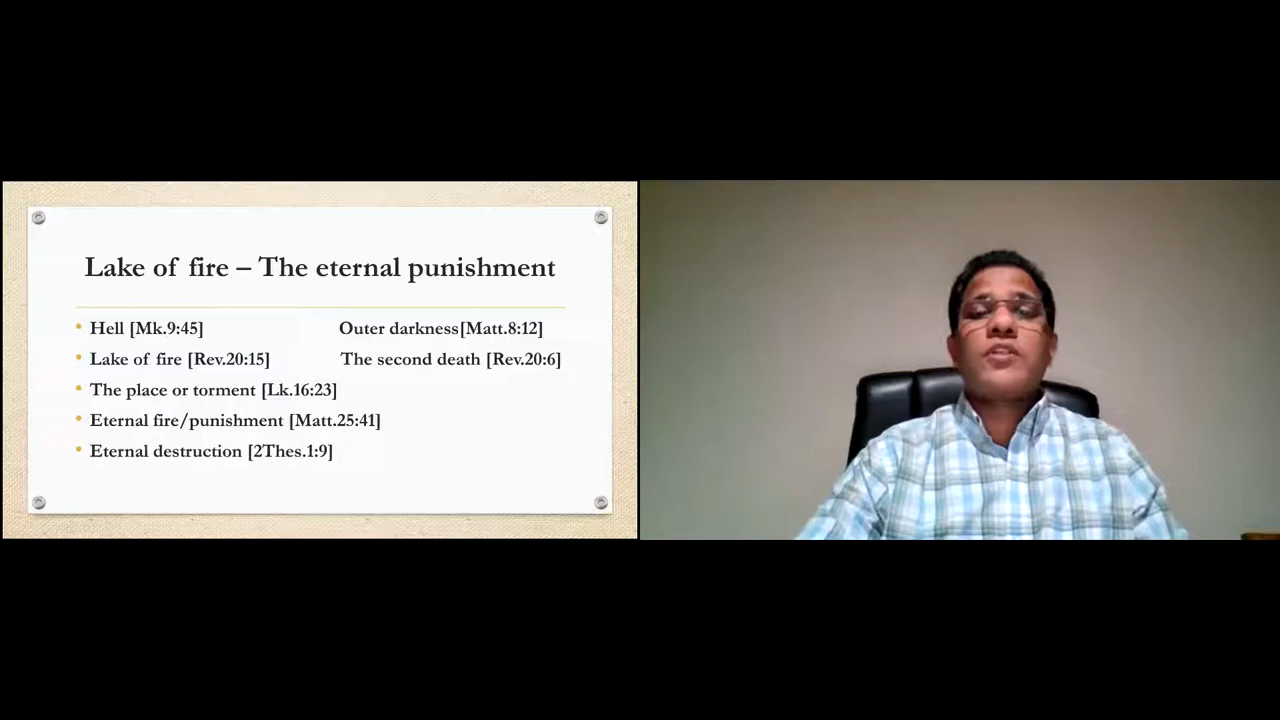 Lake of fire – The eternal punishment
• Hell [Mk.9:45] Outer darkness[Matt.8:12]
• Lake of fire [Rev.20:15] The second death [Rev.20:6]
• The place or torment [Lk.16:23]
• Eternal fire/punishment [Matt.25:41]
• Eternal destruction [2Thes.1:9]